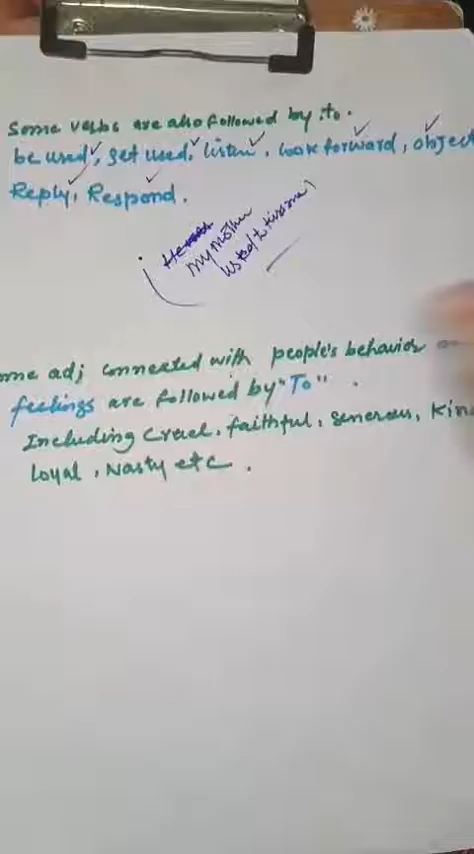 Some verbs are also followed by to.
be used, get used, listen, look forward, object
Reply, Respond.
my mother
used to
ome adj connected with people's behavior
feelings are followed by "To".
Including Cruel, faithful, generous, Kin
Loyal, Nasty etc.